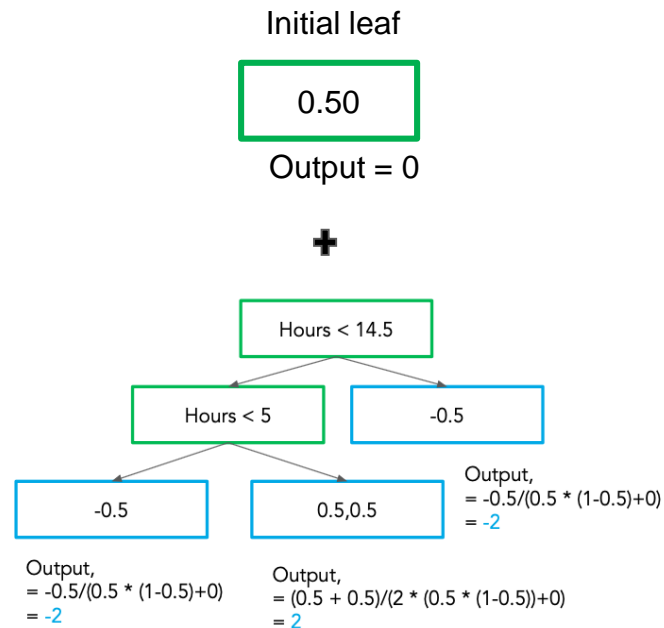 Initial leaf
0.50
Output = 0
+
Hours < 14.5
Hours < 5
-0.5
-0.5
0.5,0.5
Output,
= -0.5/(0.5 * (1-0.5)+0)
= -2
Output,
= -0.5/(0.5 * (1-0.5)+0)
= -2
Output,
= (0.5 + 0.5)/(2 * (0.5 * (1-0.5))+0)
= 2